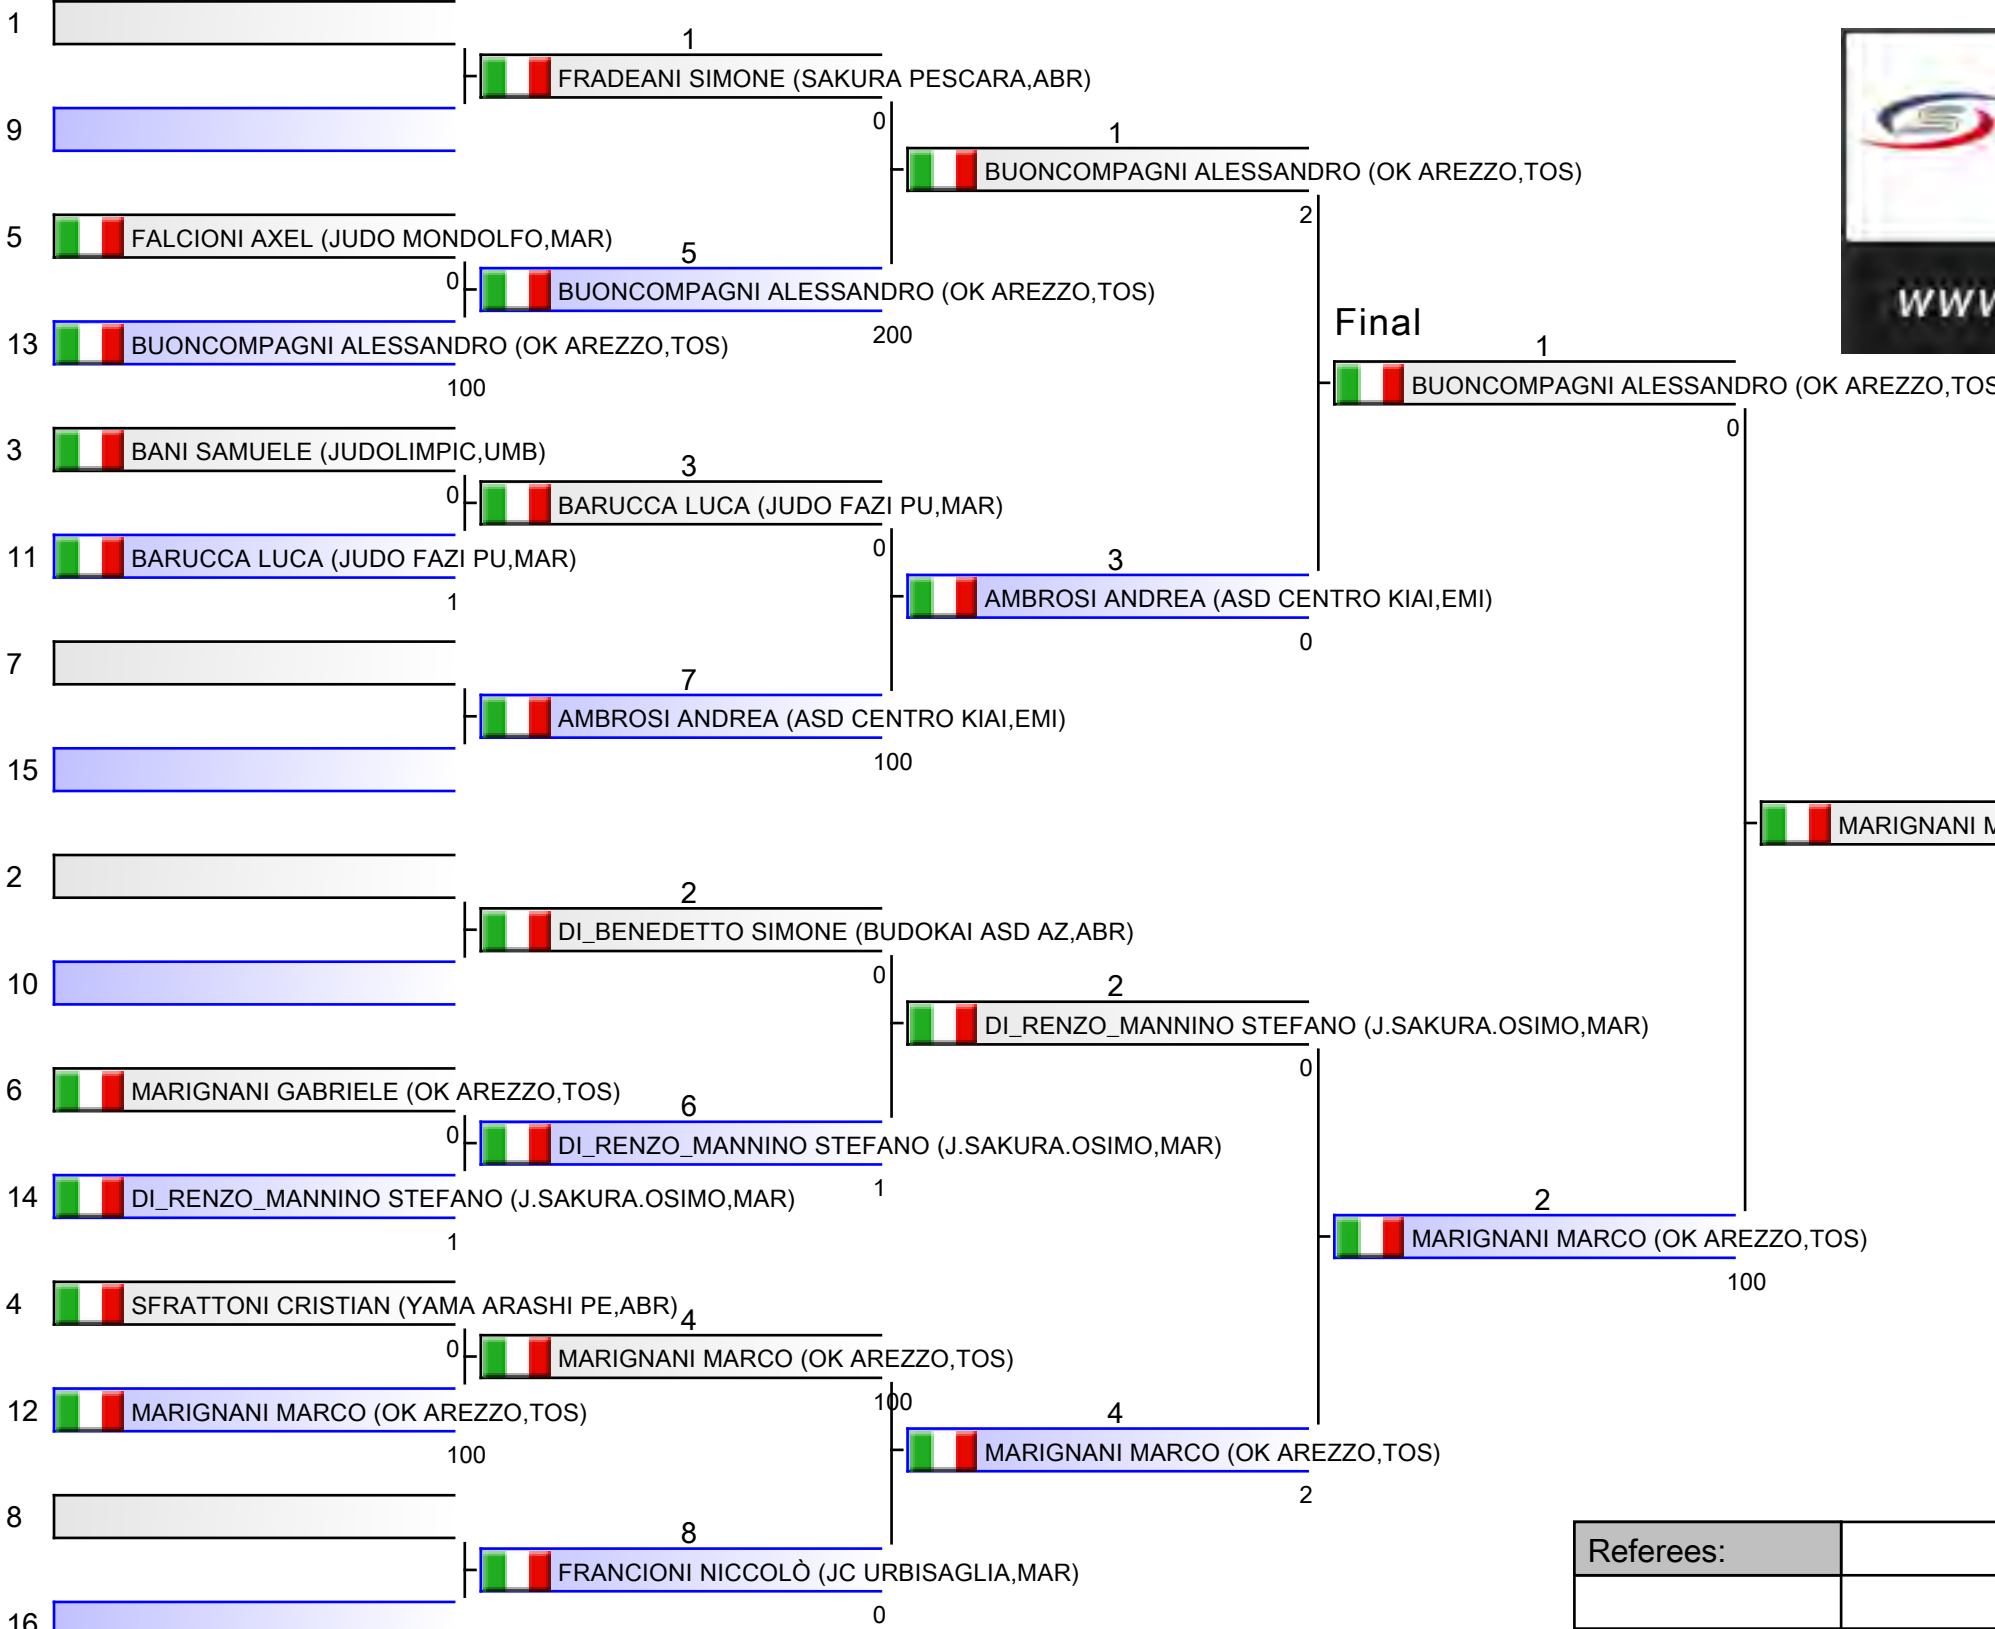 1
1
FRADEANI SIMONE (SAKURA PESCARA,ABR)
9
0
1
BUONCOMPAGNI ALESSANDRO (OK AREZZO,TOS)
2
5
FALCIONI AXEL (JUDO MONDOLFO,MAR)
0
5
BUONCOMPAGNI ALESSANDRO (OK AREZZO,TOS)
200
13
BUONCOMPAGNI ALESSANDRO (OK AREZZO,TOS)
100
Final
1
BUONCOMPAGNI ALESSANDRO (OK AREZZO,TOS
0
www
3
BANI SAMUELE (JUDOLIMPIC,UMB)
0
3
BARUCCA LUCA (JUDO FAZI PU,MAR)
0
11
BARUCCA LUCA (JUDO FAZI PU,MAR)
1
3
AMBROSI ANDREA (ASD CENTRO KIAI,EMI)
0
7
7
AMBROSI ANDREA (ASD CENTRO KIAI,EMI)
100
15
MARIGNANI M
2
2
DI_BENEDETTO SIMONE (BUDOKAI ASD AZ,ABR)
0
10
2
DI_RENZO_MANNINO STEFANO (J.SAKURA.OSIMO,MAR)
0
6
MARIGNANI GABRIELE (OK AREZZO,TOS)
0
6
DI_RENZO_MANNINO STEFANO (J.SAKURA.OSIMO,MAR)
1
14
DI_RENZO_MANNINO STEFANO (J.SAKURA.OSIMO,MAR)
1
2
MARIGNANI MARCO (OK AREZZO,TOS)
100
4
SFRATTONI CRISTIAN (YAMA ARASHI PE,ABR)
0
4
MARIGNANI MARCO (OK AREZZO,TOS)
100
12
MARIGNANI MARCO (OK AREZZO,TOS)
100
4
MARIGNANI MARCO (OK AREZZO,TOS)
2
8
8
FRANCIONI NICCOLÒ (JC URBISAGLIA,MAR)
0
16
Referees: